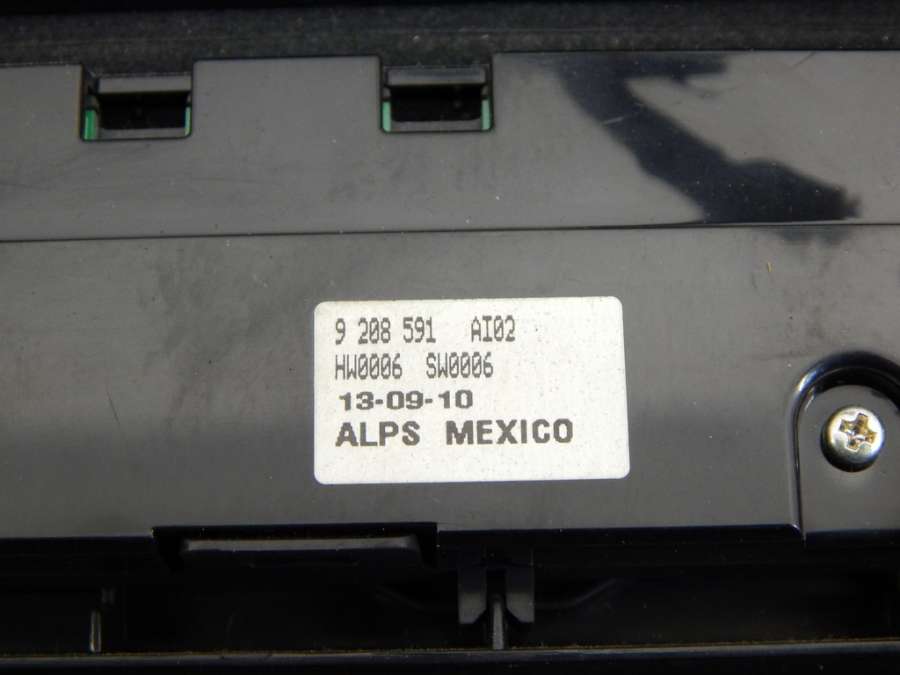 9 208 591 AI02
HW0006 SW0006
13-09-10
ALPS MEXICO